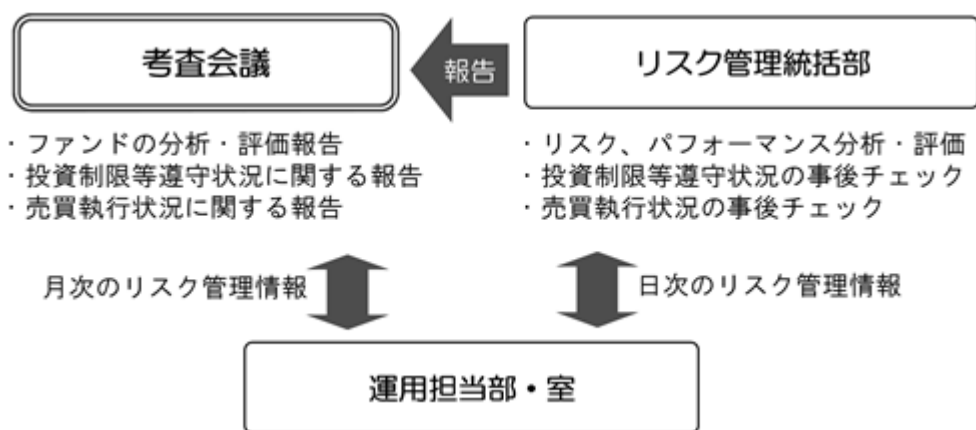 考査会議
報告
リスク管理統括部
・ファンドの分析・評価報告
・投資制限等遵守状況に関する報告
・売買執行状況に関する報告
・リスク、パフォーマンス分析・評価
・投資制限等遵守状況の事後チェック
・売買執行状況の事後チェック
月次のリスク管理情報
日次のリスク管理情報
運用担当部・室